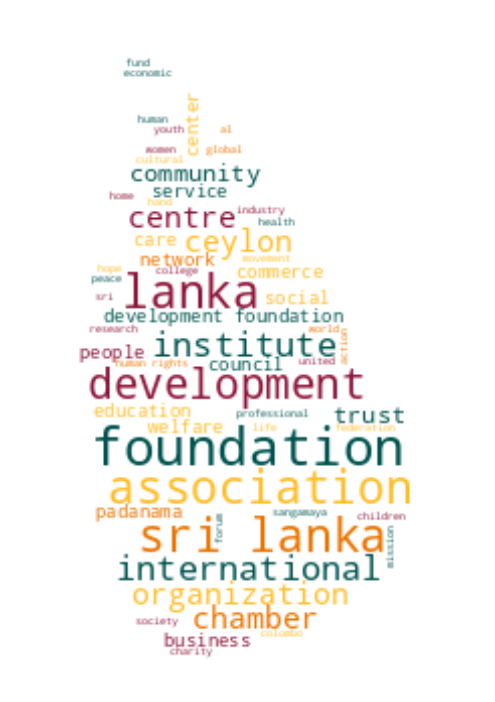 fund
economic
center
human
youth al
women global
cultural
community
service
home
hand
centre industry
health
care ceylon
network movement
hope college commerce
peace
lanka
sri social
development foundation
research world
institute action
people
human rights council united
development
education professional trust
welfare life federation
foundation
association
padanama sangamaya children
forum
sri lanka mission
international
organization
chamber
society
colombo
business
charity